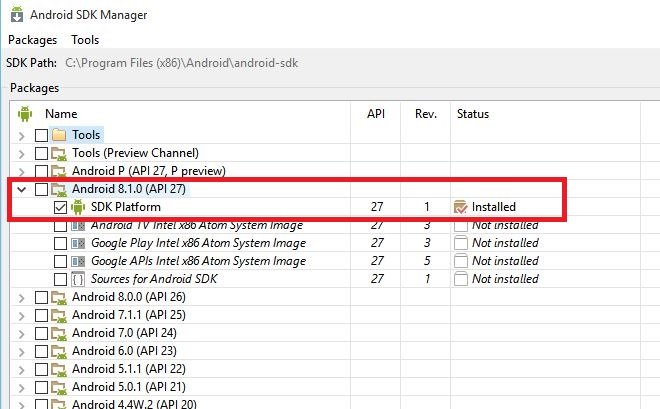 Android SDK Manager
Packages Tools
SDK Path: C:\Program Files (x86)\Android\android-sdk
Packages
Name API Rev. Status
Tools
Tools (Preview Channel)
Android P (API 27, P preview)
Android 8.1.0 (API 27)
SDK Platform 27 1 Installed
Android TV Intel x86 Atom System Image 27 3 Not installed
Google Play Intel x86 Atom System Image 27 3 Not installed
Google APIs Intel x86 Atom System Image 27 5 Not installed
Sources for Android SDK 27 1 Not installed
Android 8.0.0 (API 26)
Android 7.1.1 (API 25)
Android 7.0 (API 24)
Android 6.0 (API 23)
Android 5.1.1 (API 22)
Android 5.0.1 (API 21)
Android 4.4W.2 (API 20)